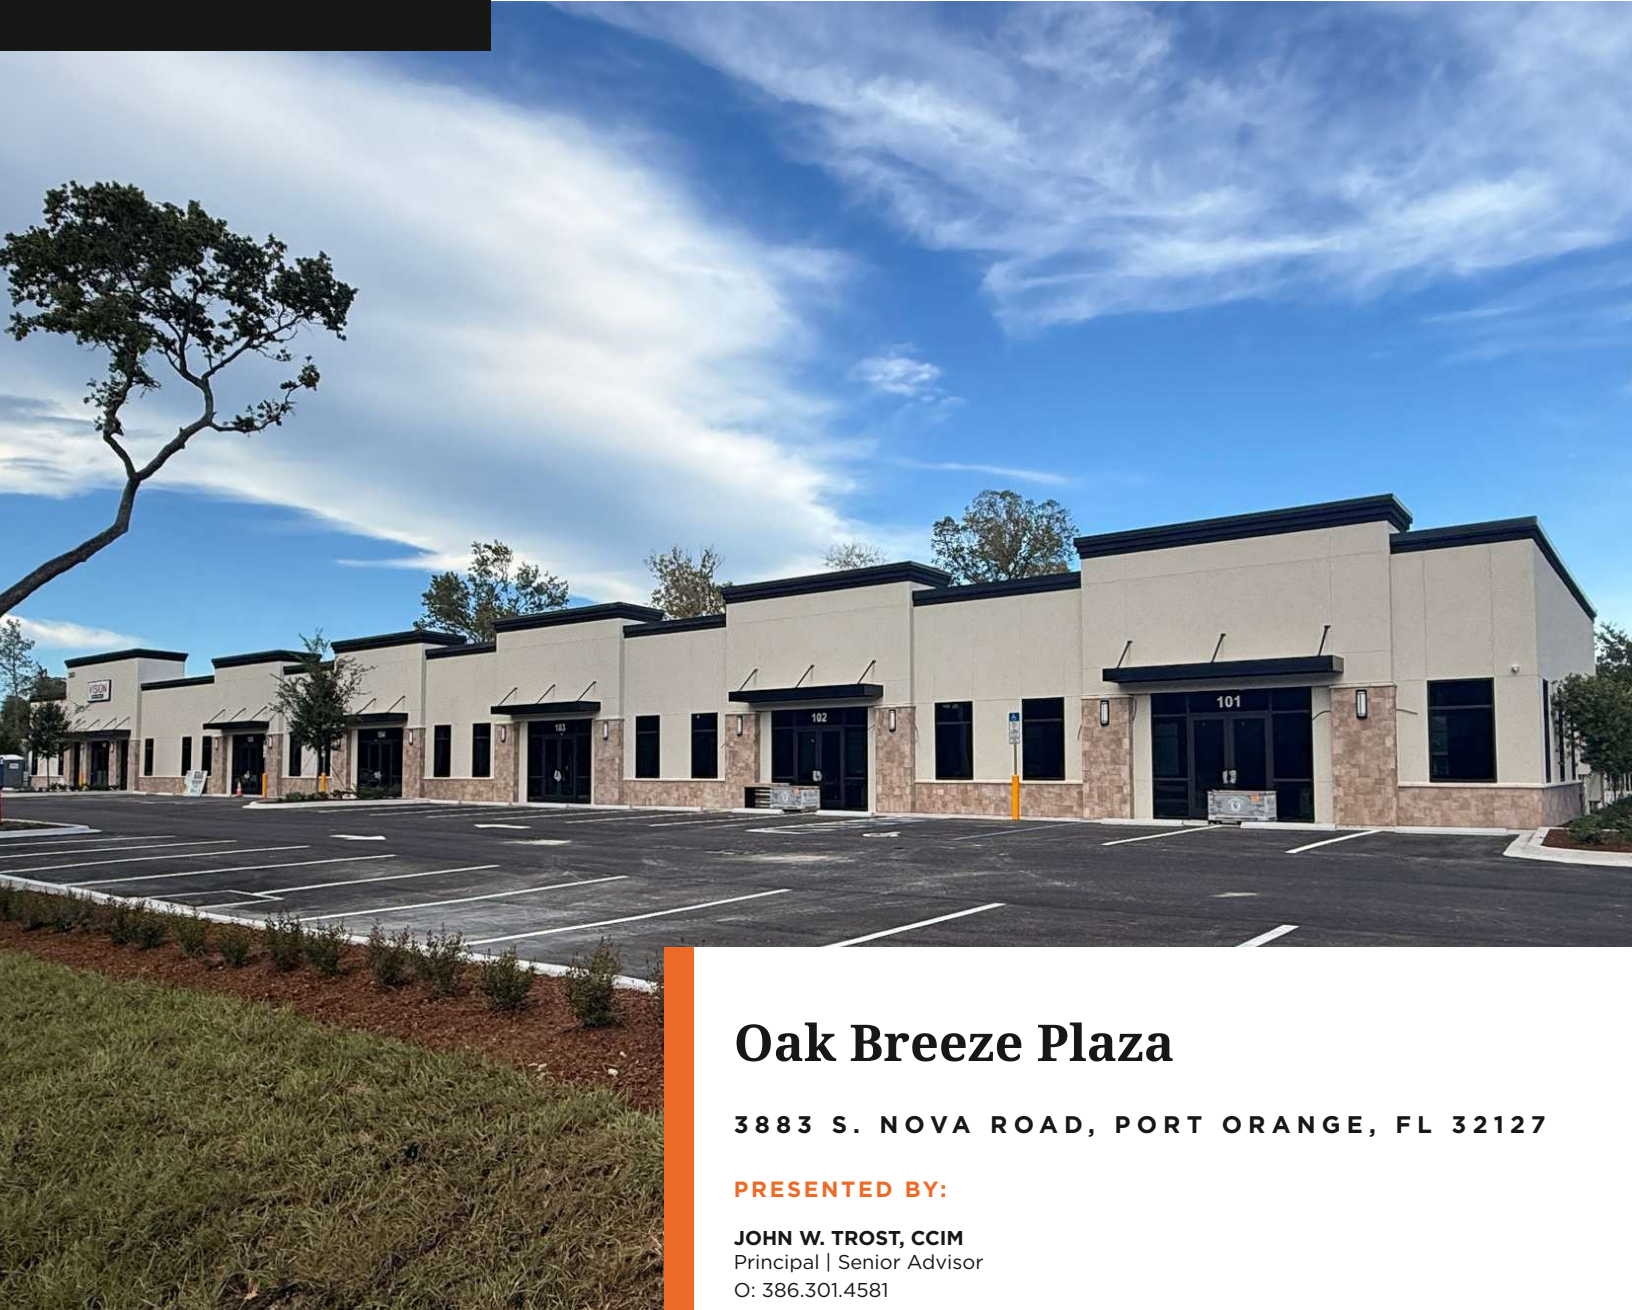 VISION
103
102
101
Oak Breeze Plaza
3883 S. NOVA ROAD, PORT ORANGE, FL 32127
PRESENTED BY:
JOHN W. TROST, CCIM
Principal | Senior Advisor
O: 386.301.4581